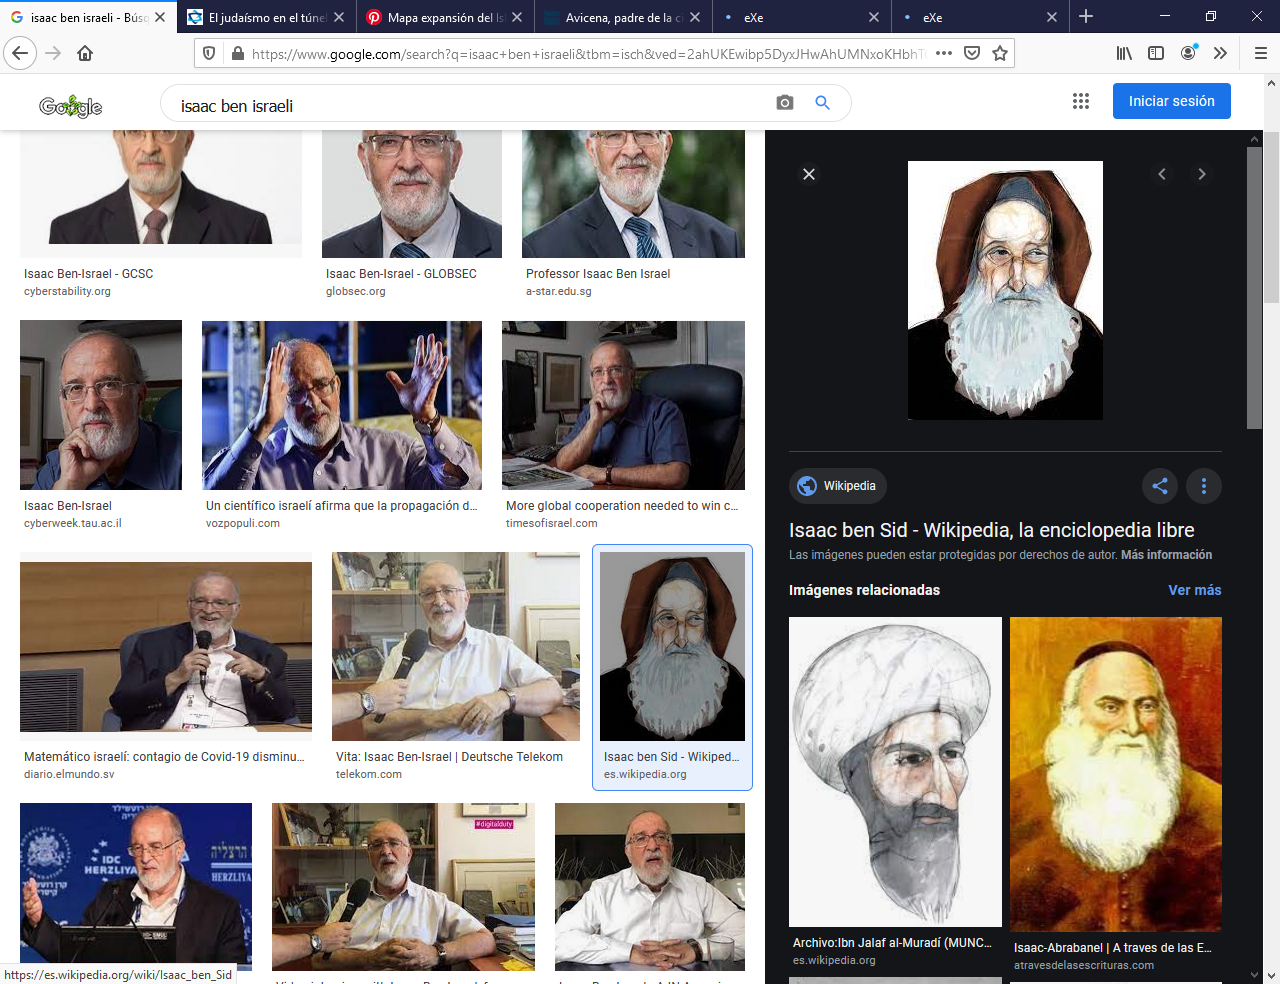 isaac ben israeli - Búsq
El judaísmo en el túne
Mapa expansión del Isl
Avicena, padre de la ci
eXe
eXe
https://www.google.com/search?q=isaac+ben+israeli&tbm=isch&ved=2ahUKEwibp5DyxJHwAhUMNxoKHbhT
Google
isaac ben israeli
Iniciar sesión
Isaac Ben-Israel - GCSC
cyberstability.org
Isaac Ben-Israel - GLOBSEC
globsec.org
Professor Isaac Ben Israel
a-star.edu.sg
Isaac Ben-Israel
cyberweek.tau.ac.il
Un científico israelí afirma que la propagación d...
vozpopuli.com
More global cooperation needed to win c...
timesofisrael.com
Matemático israelí: contagio de Covid-19 disminu...
diario.elmundo.sv
Vita: Isaac Ben-Israel | Deutsche Telekom
telekom.com
Isaac ben Sid - Wikiped...
es.wikipedia.org
IDC
HERZLIYA
הרצליה
HERZLIYA
#digitalduty
https://es.wikipedia.org/wiki/Isaac_ben_Sid
Wikipedia
Isaac ben Sid - Wikipedia, la enciclopedia libre
Las imágenes pueden estar protegidas por derechos de autor. Más información
Imágenes relacionadas
Ver más
Archivo:Ibn Jalaf al-Muradí (MUNC...
es.wikipedia.org
Isaac-Abrabanel | A traves de las E...
atravesdelasescrituras.com